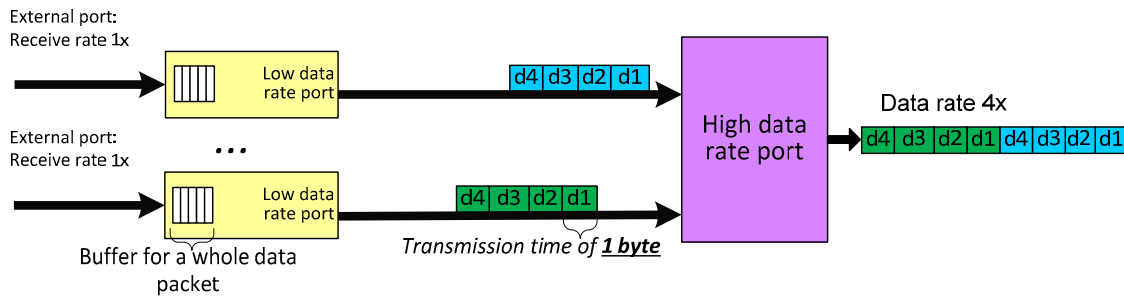 External port:
Receive rate 1x
Low data
rate port
d4 d3 d2 d1
External port:
Receive rate 1x
...
Low data
rate port
d4 d3 d2 d1
Transmission time of 1 byte
Buffer for a whole data
packet
High data
rate port
Data rate 4x
d4 d3 d2 d1 d4 d3 d2 d1